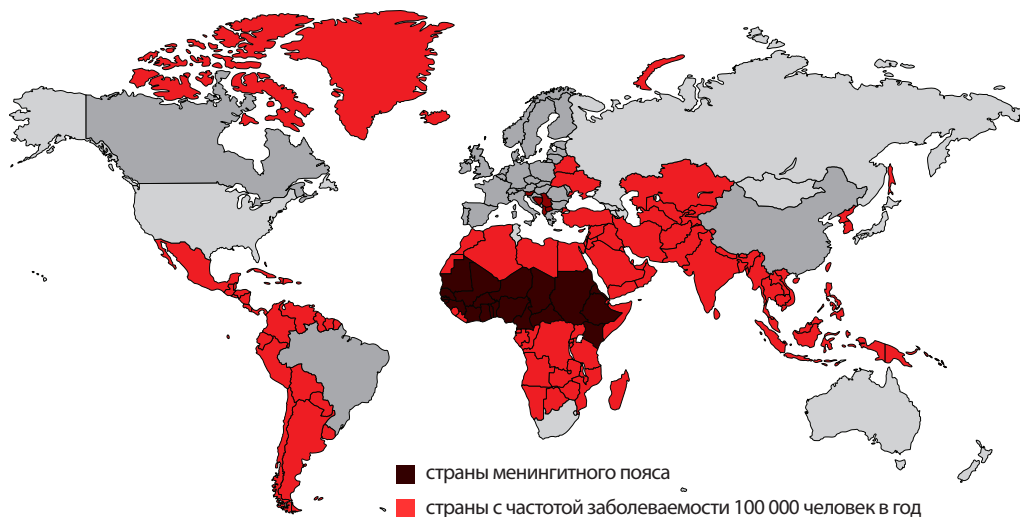 страны менингитного пояса
страны с частотой заболеваемости 100 000 человек в год